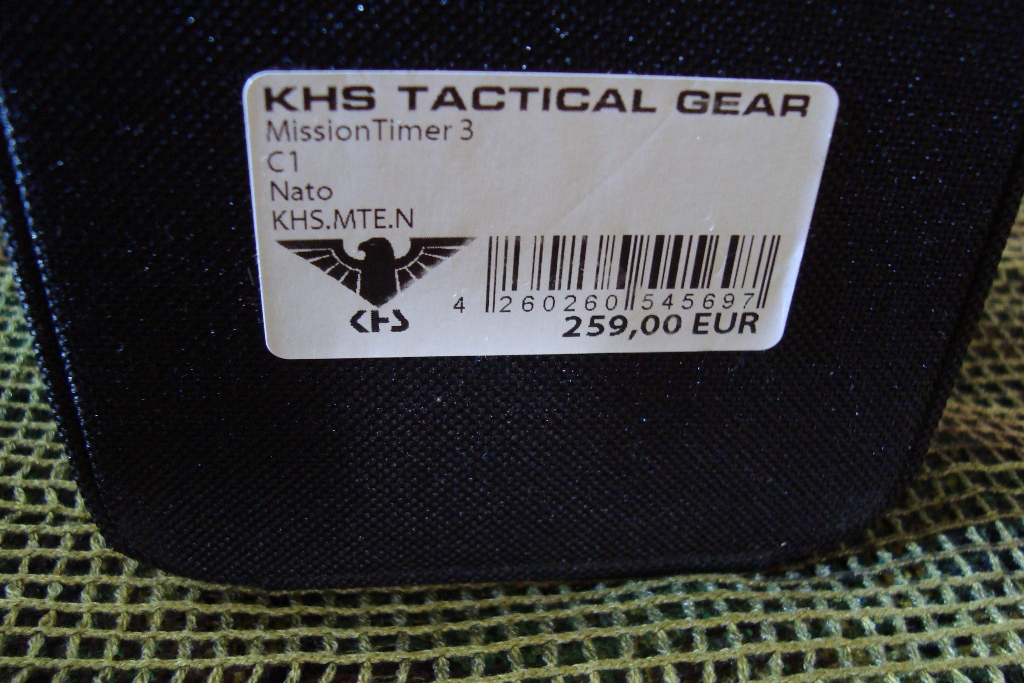 KHS TACTICAL GEAR
MissionTimer 3
C1
Nato
KHS.MTE.N
KHS
4 260260 545697
259,00 EUR